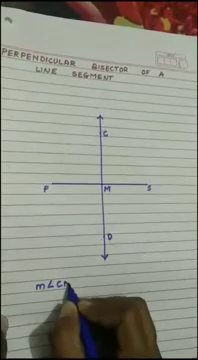 PERPENDICULAR BISECTOR OF A
LINE SEGMENT
C
P M S
D
m∠C